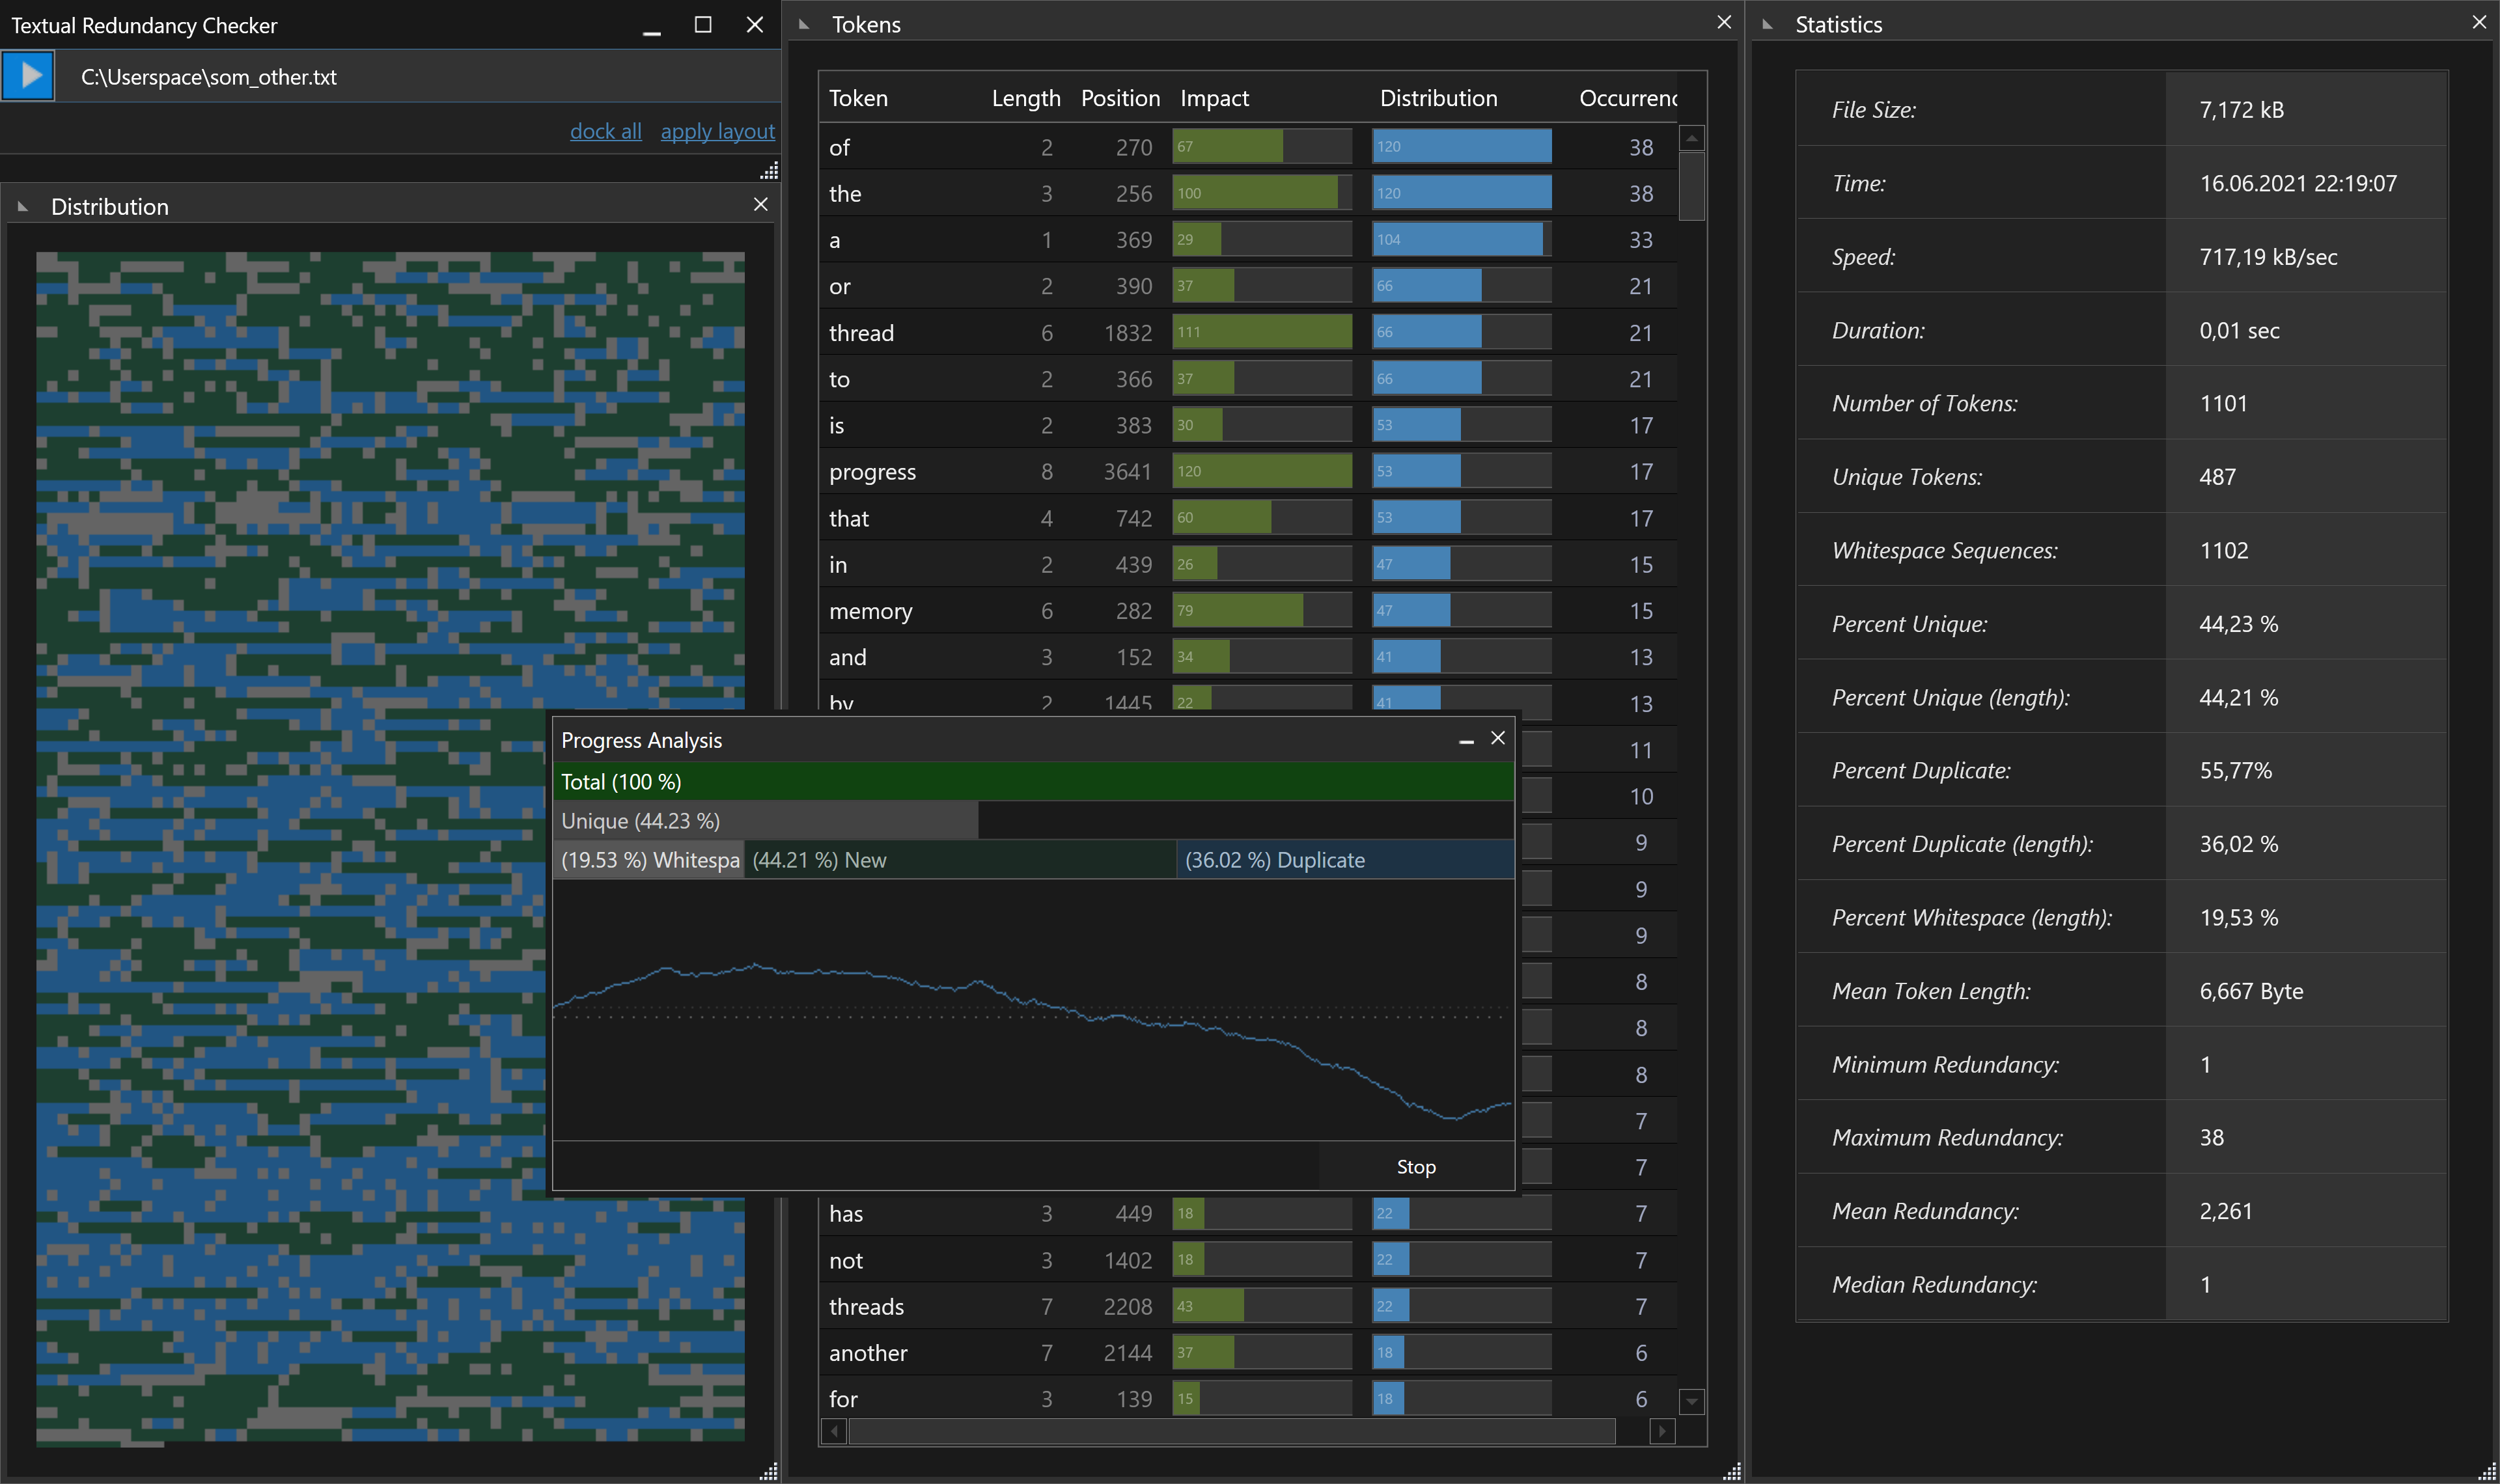 Textual Redundancy Checker
C:\Userspace\som_other.txt
dock all apply layout
Distribution
Tokens
Token Length Position Impact Distribution Occurrenc
of 2 270 67 120 38
the 3 256 100 120 38
a 1 369 29 104 33
or 2 390 37 66 21
thread 6 1832 111 66 21
to 2 366 37 66 21
is 2 383 30 53 17
progress 8 3641 120 53 17
that 4 742 60 53 17
in 2 439 26 47 15
memory 6 282 79 47 15
and 3 152 34 41 13
by 2 1445 22 41 13
11
10
9
9
9
8
8
8
7
7
has 3 449 18 22 7
not 3 1402 18 22 7
threads 7 2208 43 22 7
another 7 2144 37 18 6
for 3 139 15 18 6
Progress Analysis
Total (100 %)
Unique (44.23 %)
(19.53 %) Whitespa (44.21 %) New (36.02 %) Duplicate
Stop
Statistics
File Size: 7,172 kB
Time: 16.06.2021 22:19:07
Speed: 717,19 kB/sec
Duration: 0,01 sec
Number of Tokens: 1101
Unique Tokens: 487
Whitespace Sequences: 1102
Percent Unique: 44,23 %
Percent Unique (length): 44,21 %
Percent Duplicate: 55,77%
Percent Duplicate (length): 36,02 %
Percent Whitespace (length): 19,53 %
Mean Token Length: 6,667 Byte
Minimum Redundancy: 1
Maximum Redundancy: 38
Mean Redundancy: 2,261
Median Redundancy: 1